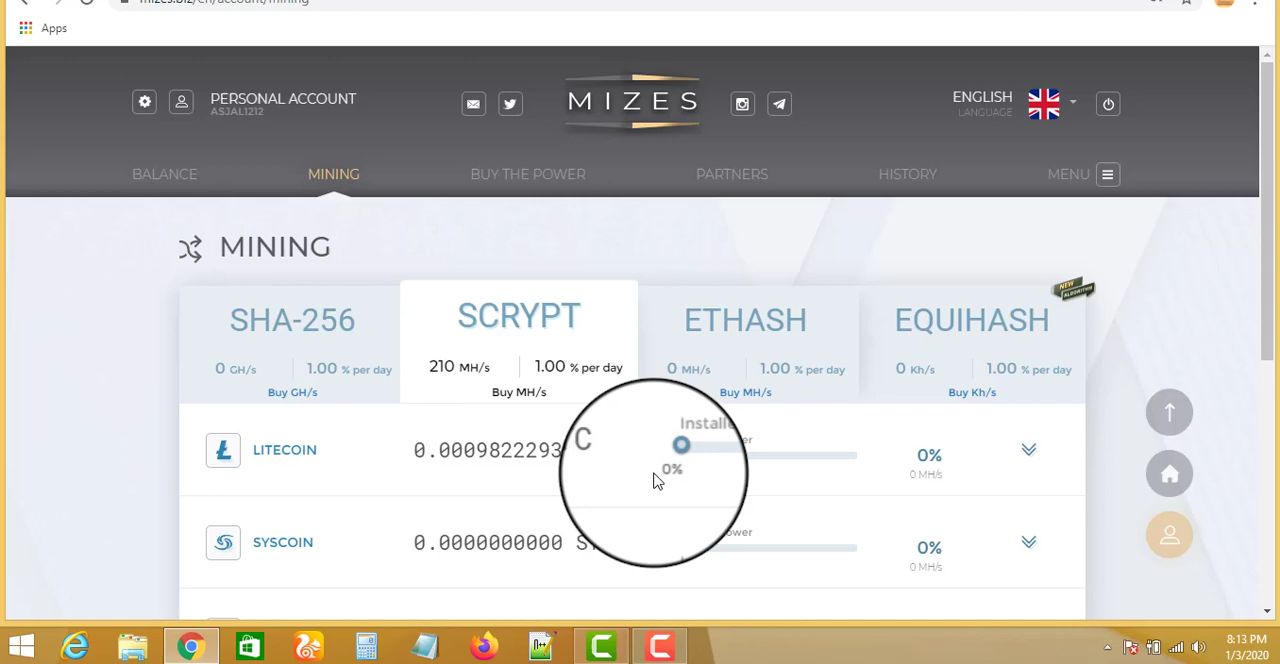 Apps
PERSONAL ACCOUNT
ASJAL1212
MIZES
ENGLISH
LANGUAGE
BALANCE MINING BUY THE POWER PARTNERS HISTORY MENU
MINING
NEW
ALGORITHM
SHA-256 SCRYPT ETHASH EQUIHASH
0 GH/s 1.00 % per day 210 MH/s 1.00 % per day 0 MH/s 1.00 % per day 0 Kh/s 1.00 % per day
Buy GH/s Buy MH/s Buy MH/s Buy Kh/s
LITECOIN 0.0009822293 C 0% 0%
0 MH/s
SYSCOIN 0.0000000000 0%
0 MH/s
8:13 PM
1/3/2020